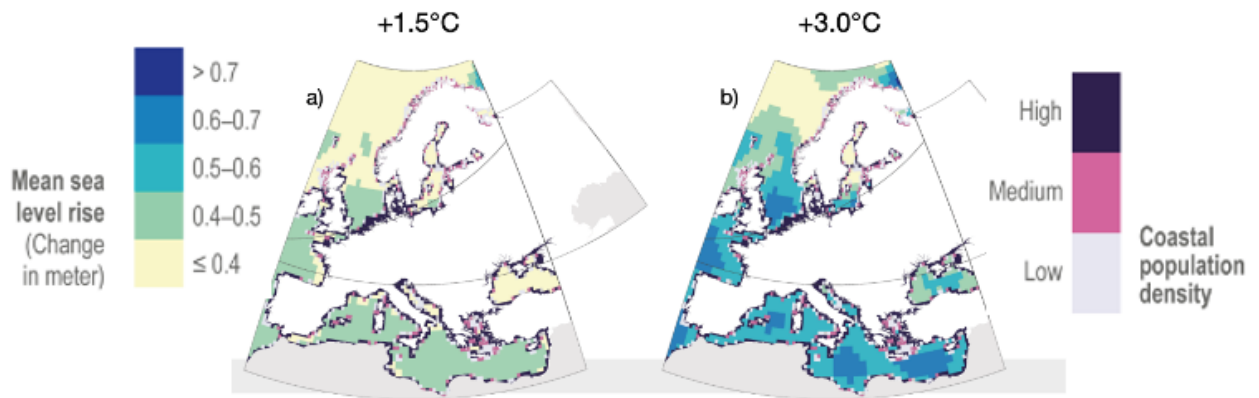 +1.5°C
+3.0°C
a)
b)
> 0.7
0.6–0.7
0.5–0.6
0.4–0.5
≤ 0.4
Mean sea
level rise
(Change
in meter)
High
Medium
Low
Coastal
population
density